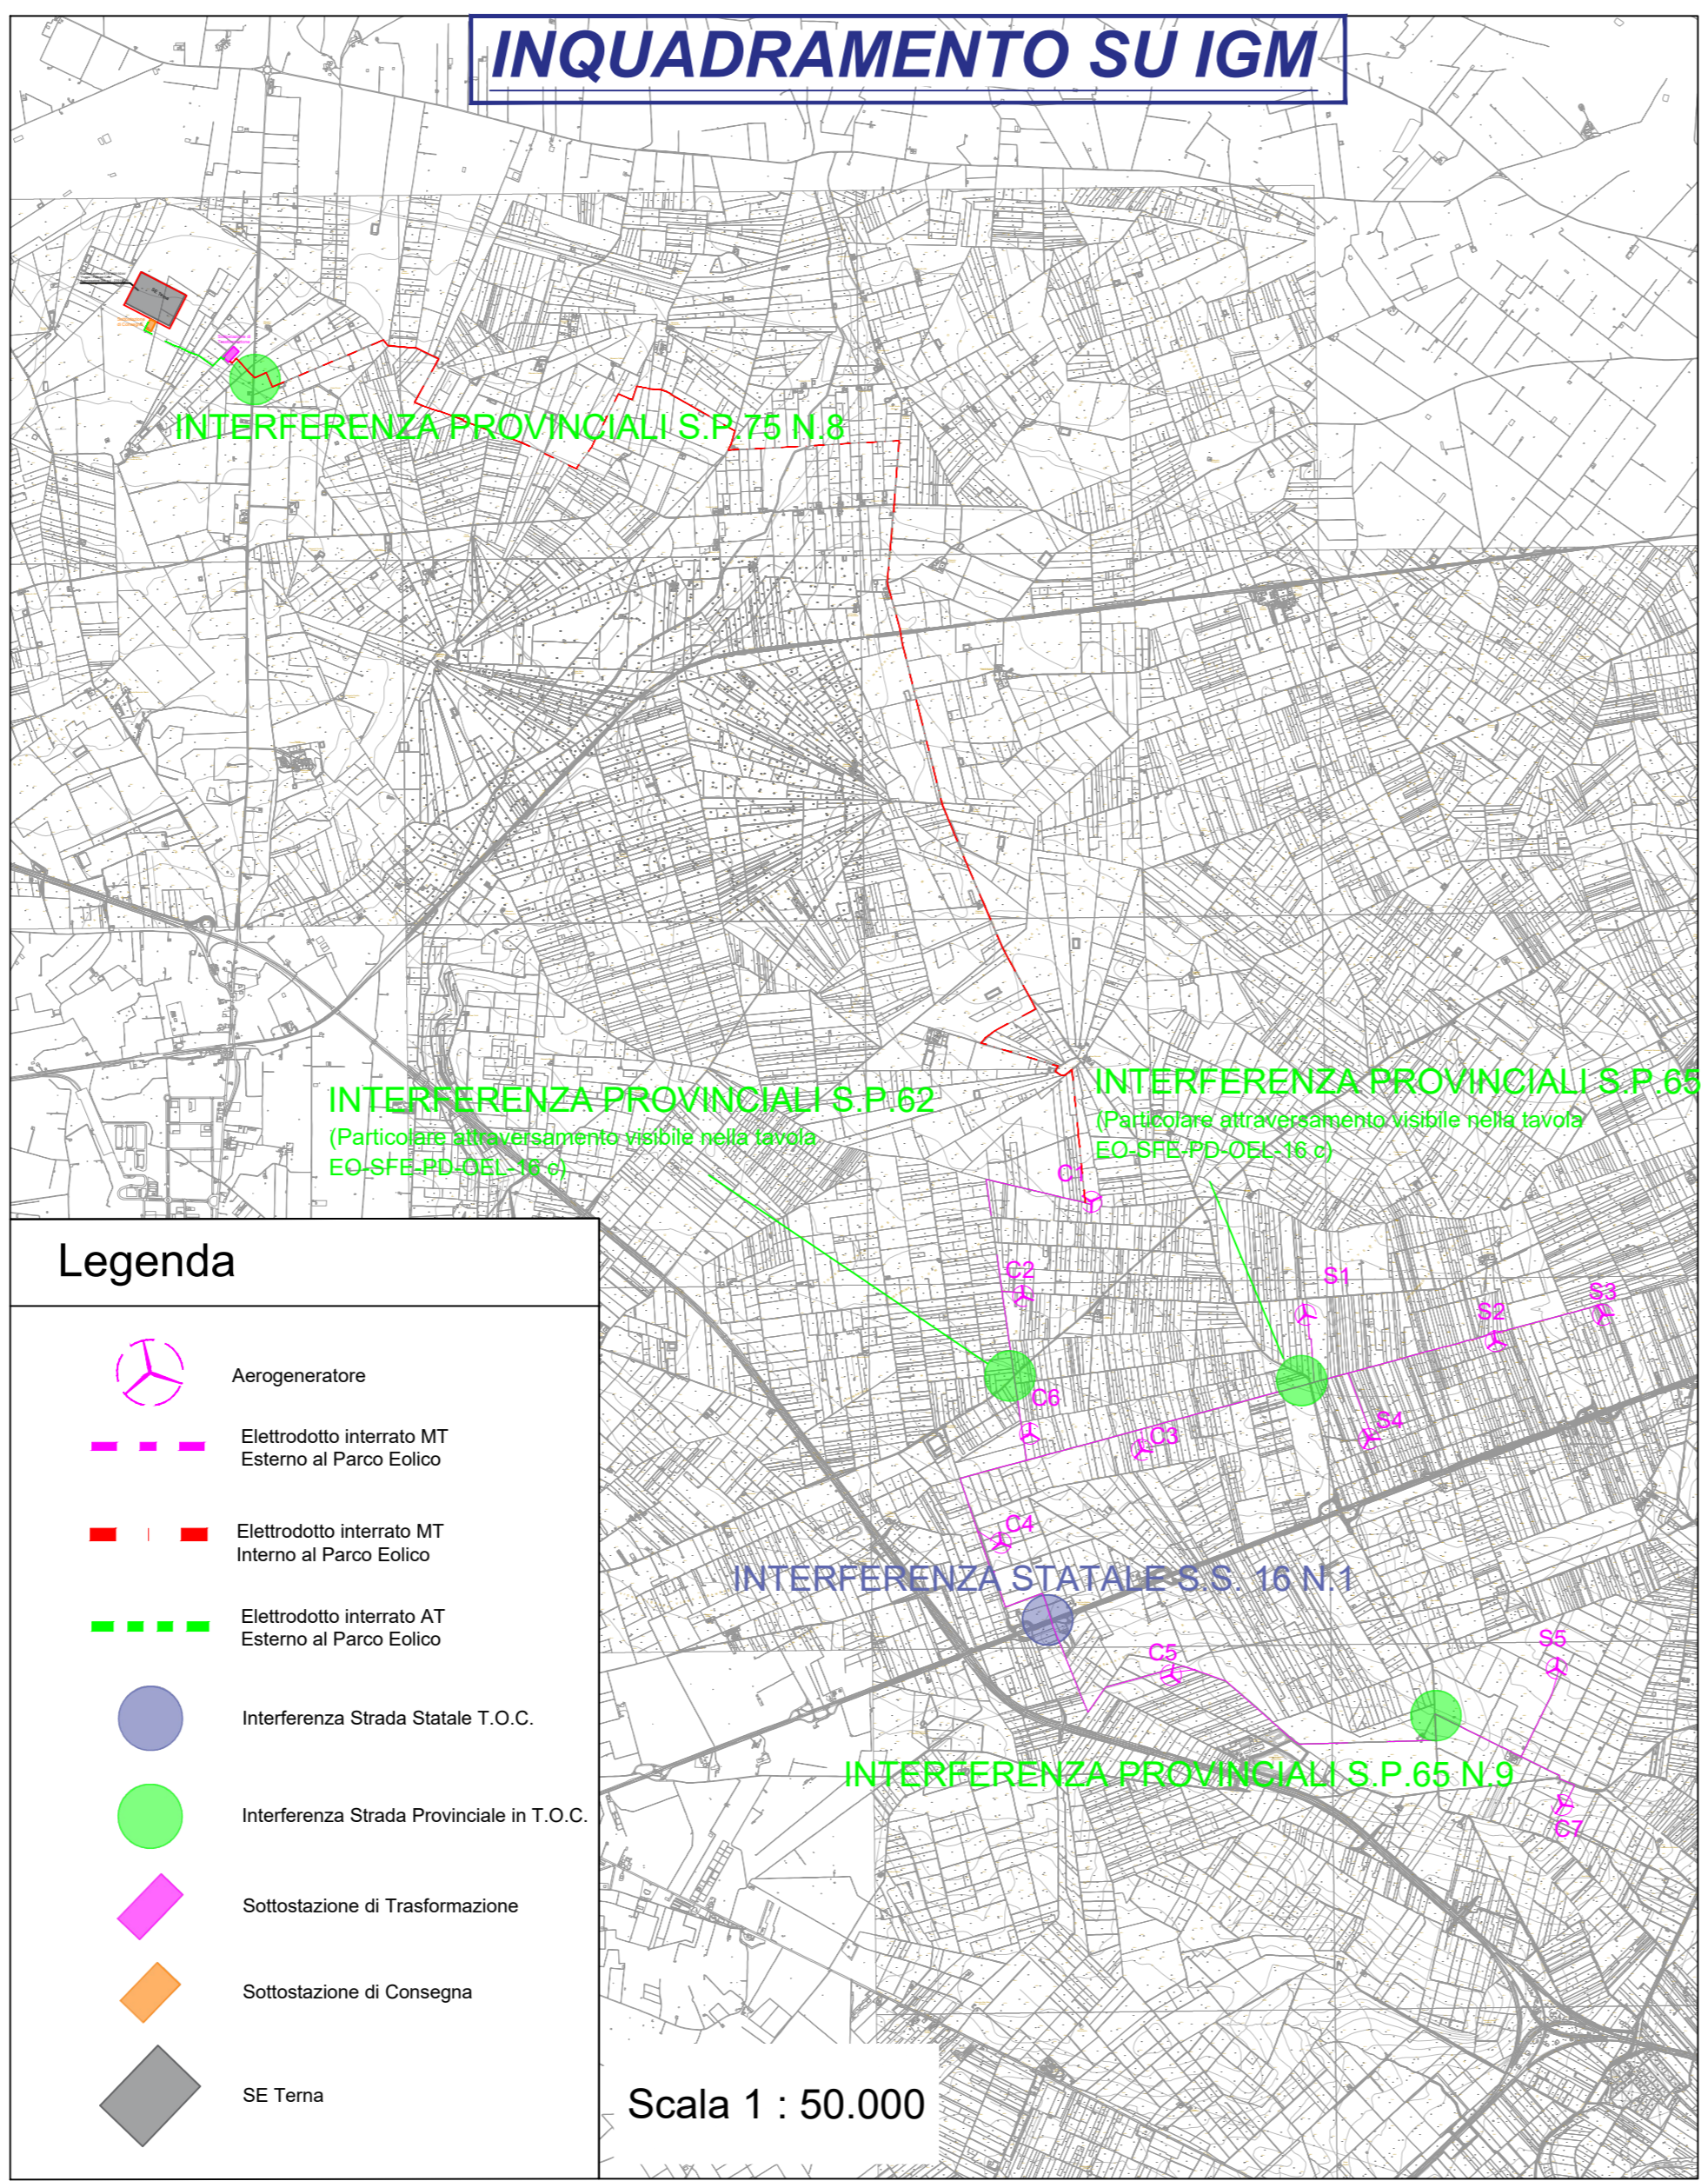 INQUADRAMENTO SU IGM
INTERFERENZA PROVINCIALI S.P.75 N.8
INTERFERENZA PROVINCIALI S.P.62
(Particolare attraversamento visibile nella tavola
EO-SFE-PD-OEL-16 c)
INTERFERENZA PROVINCIALI S.P.65
(Particolare attraversamento visibile nella tavola
EO-SFE-PD-OEL-16 c)
C1
C2
S1
S2
S3
C6
C3
S4
C4
INTERFERENZA STATALE S.S. 16 N.1
C5
S5
INTERFERENZA PROVINCIALI S.P.65 N.9
C7
Legenda
Aerogeneratore
Elettrodotto interrato MT
Esterno al Parco Eolico
Elettrodotto interrato MT
Interno al Parco Eolico
Elettrodotto interrato AT
Esterno al Parco Eolico
Interferenza Strada Statale T.O.C.
Interferenza Strada Provinciale in T.O.C.
Sottostazione di Trasformazione
Sottostazione di Consegna
SE Terna
Scala 1 : 50.000